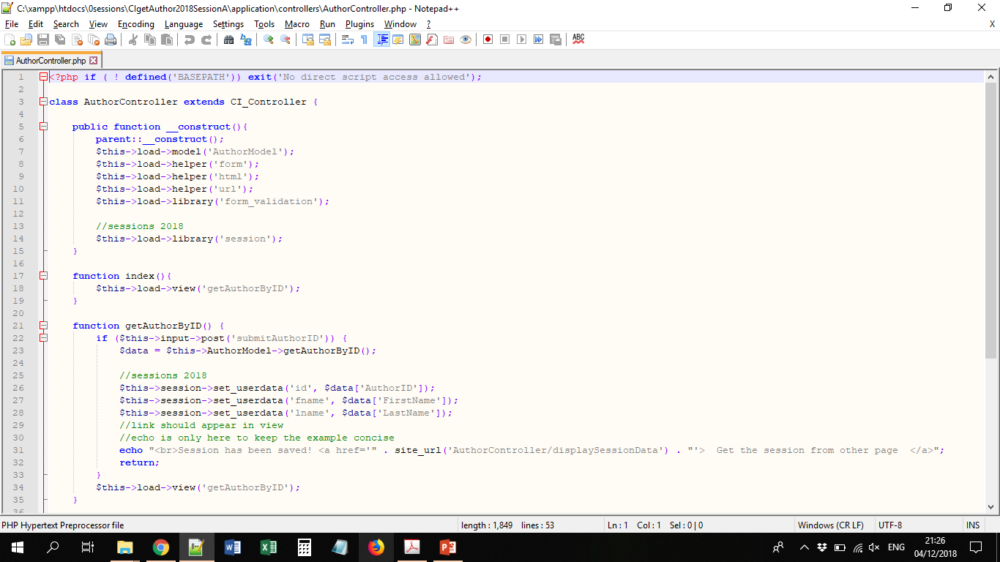 C:\xampp\htdocs\0sessions\CIgetAuthor2018SessionA\application\controllers\AuthorController.php - Notepad++
File Edit Search View Encoding Language Settings Tools Macro Run Plugins Window ? X
ABC
AuthorController.php
1 <?php if ( ! defined('BASEPATH')) exit('No direct script access allowed');
2
3 class AuthorController extends CI_Controller {
4
5 public function __construct(){
6 parent::__construct();
7 $this->load->model('AuthorModel');
8 $this->load->helper('form');
9 $this->load->helper('html');
10 $this->load->helper('url');
11 $this->load->library('form_validation');
12
13 //sessions 2018
14 $this->load->library('session');
15 }
16
17 function index(){
18 $this->load->view('getAuthorByID');
19 }
20
21 function getAuthorByID() {
22 if ($this->input->post('submitAuthorID')) {
23 $data = $this->AuthorModel->getAuthorByID();
24
25 //sessions 2018
26 $this->session->set_userdata('id', $data['AuthorID']);
27 $this->session->set_userdata('fname', $data['FirstName']);
28 $this->session->set_userdata('lname', $data['LastName']);
29 //link should appear in view
30 //echo is only here to keep the example concise
31 echo "<br>Session has been saved! <a href='" . site_url('AuthorController/displaySessionData') . "'>  Get the session from other page  </a>";
32 return;
33 }
34 $this->load->view('getAuthorByID');
35 }
36
PHP Hypertext Preprocessor file length : 1,849 lines : 53 Ln : 1 Col : 1 Sel : 0 | 0 Windows (CR LF) UTF-8 INS
ENG 21:26
04/12/2018